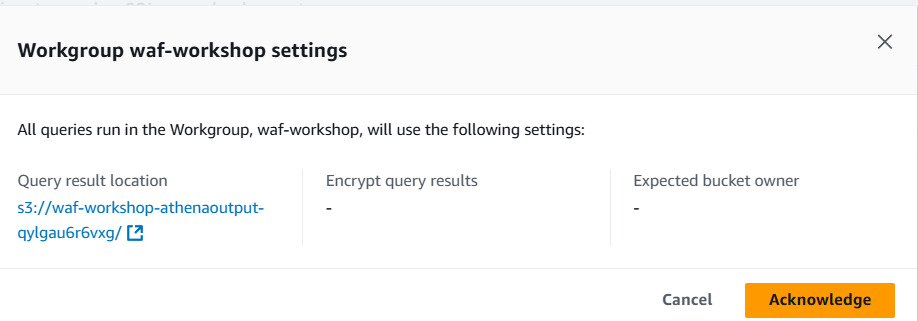 Workgroup waf-workshop settings
All queries run in the Workgroup, waf-workshop, will use the following settings:
Query result location
s3://waf-workshop-athenaoutput-
qylgau6r6vxg/
Encrypt query results
-
Expected bucket owner
-
Cancel
Acknowledge